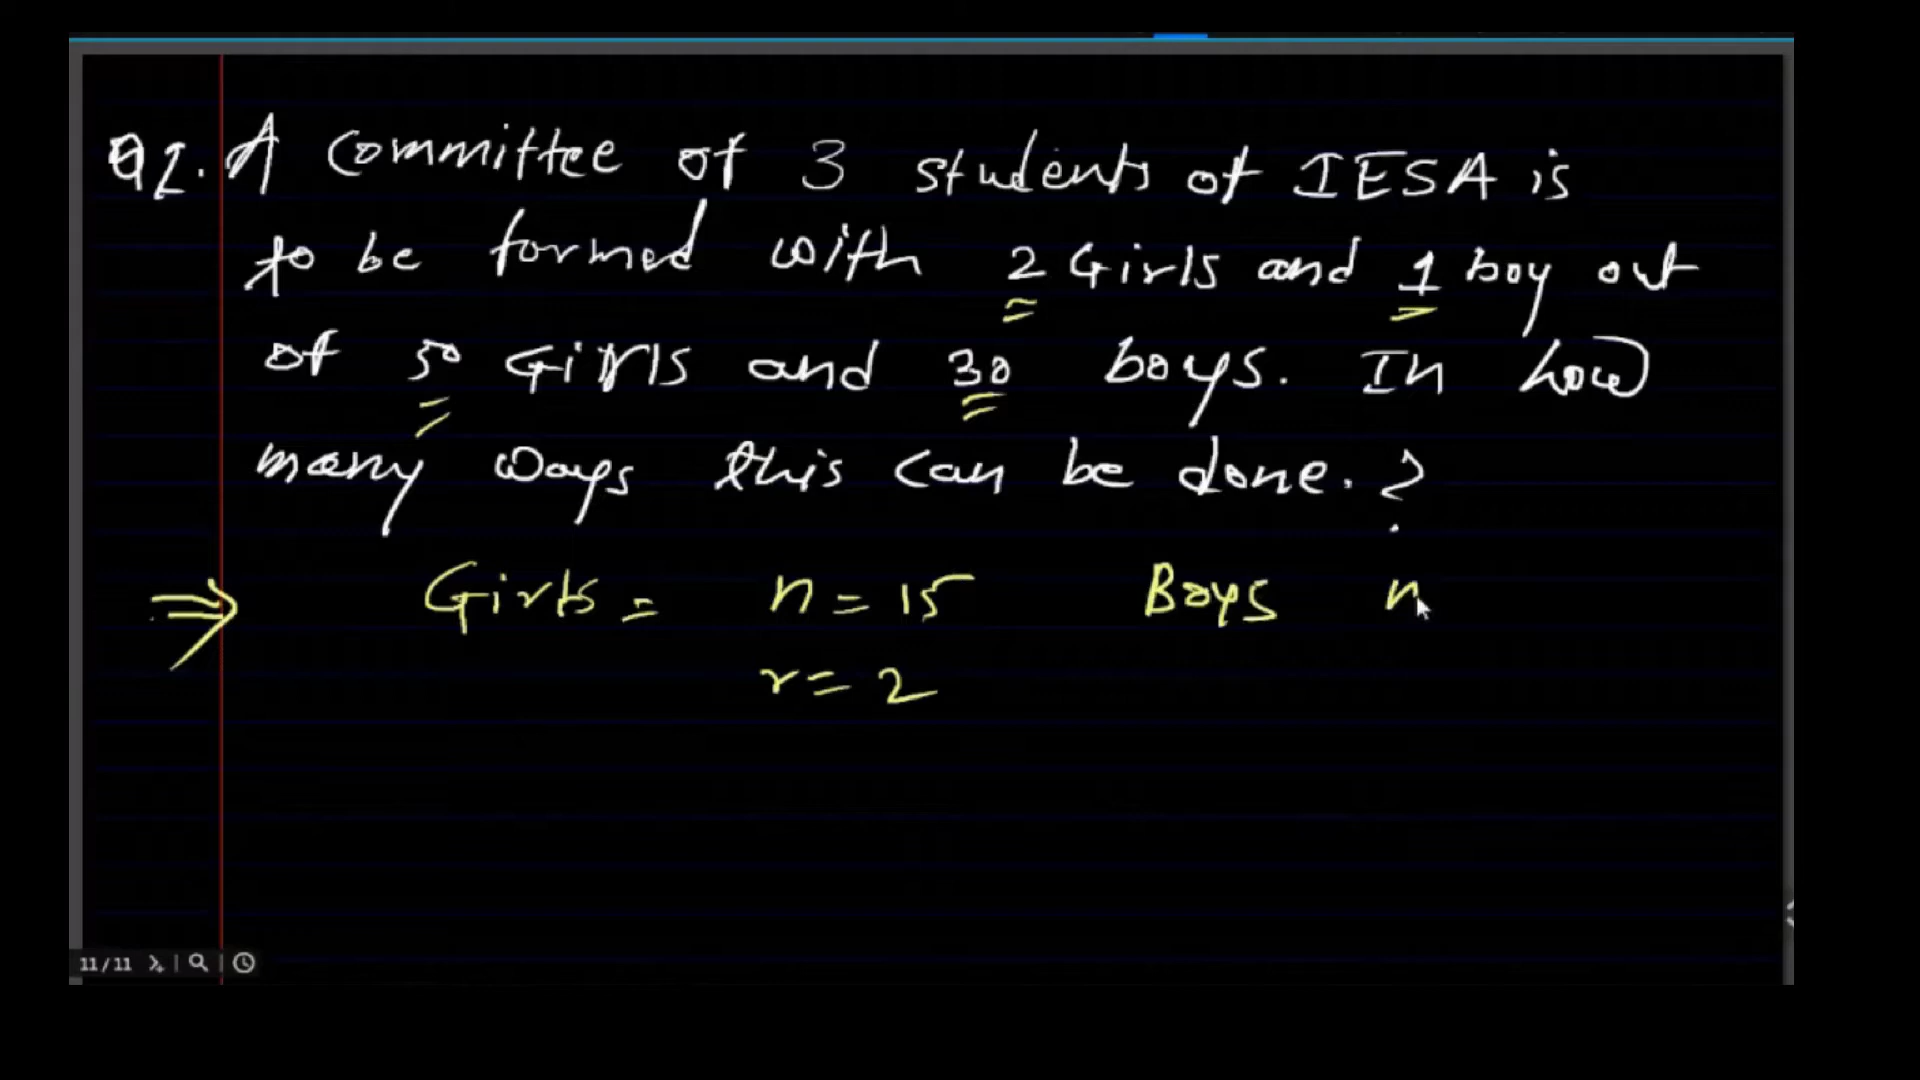 Q2. A committee of 3 students of IESA is
to be formed with 2 Girls and 1 boy out
of 50 Girls and 30 boys. In how
many ways this can be done. ?
Girls = n = 15 Boys n
r = 2
11/11